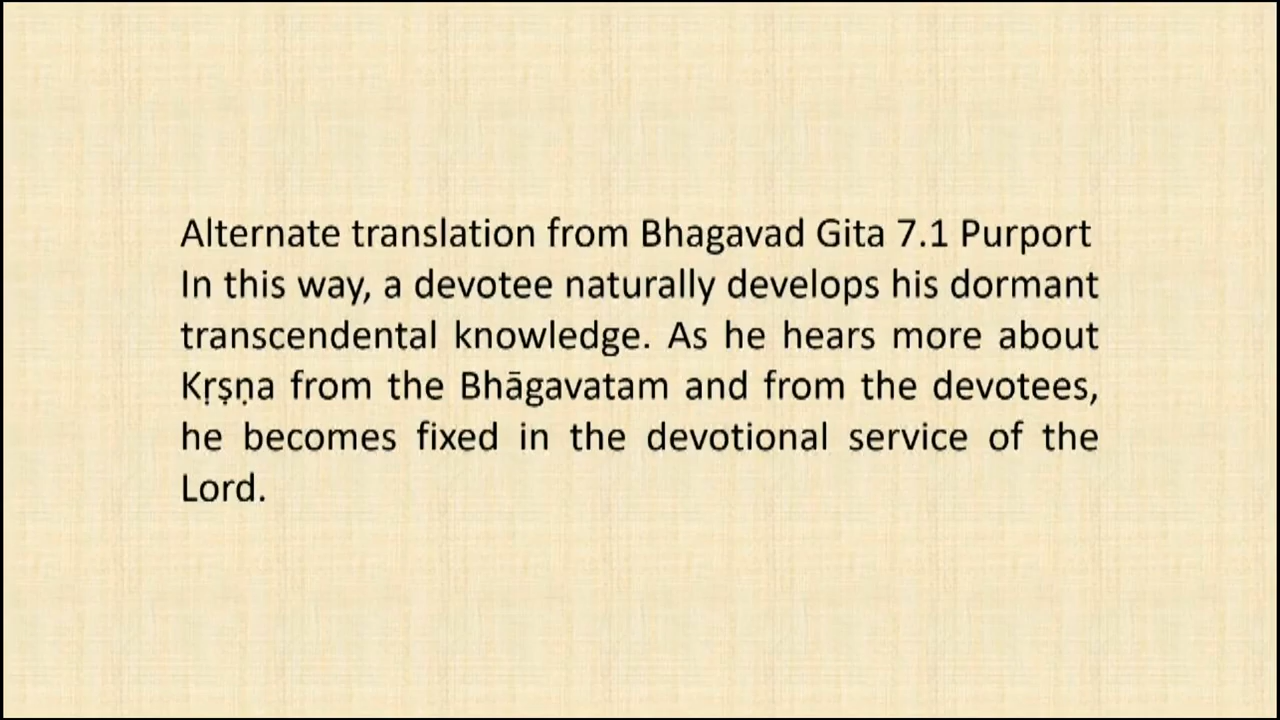 Alternate translation from Bhagavad Gita 7.1 Purport
In this way, a devotee naturally develops his dormant
transcendental knowledge. As he hears more about
Kṛṣṇa from the Bhāgavatam and from the devotees,
he becomes fixed in the devotional service of the
Lord.